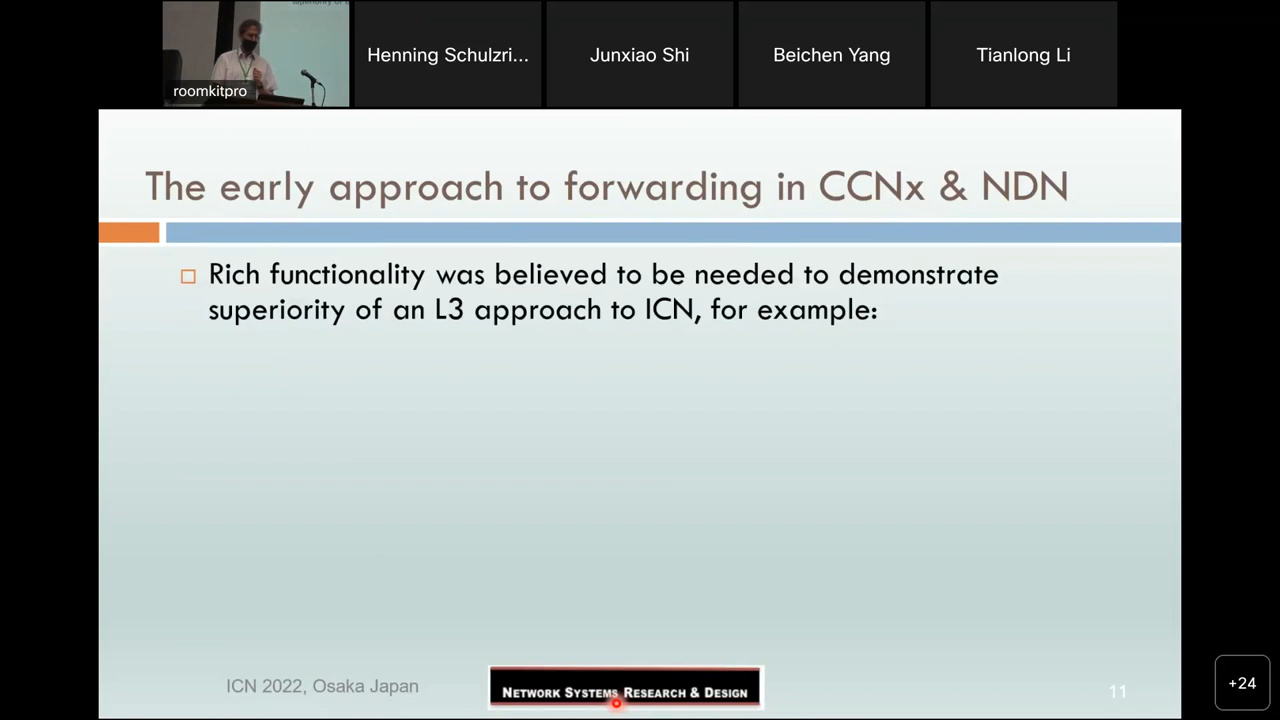 roomkitpro
Henning Schulzri...
Junxiao Shi
Beichen Yang
Tianlong Li
The early approach to forwarding in CCNx & NDN
Rich functionality was believed to be needed to demonstrate
superiority of an L3 approach to ICN, for example:
ICN 2022, Osaka Japan
NETWORK SYSTEMS RESEARCH & DESIGN
11
+24